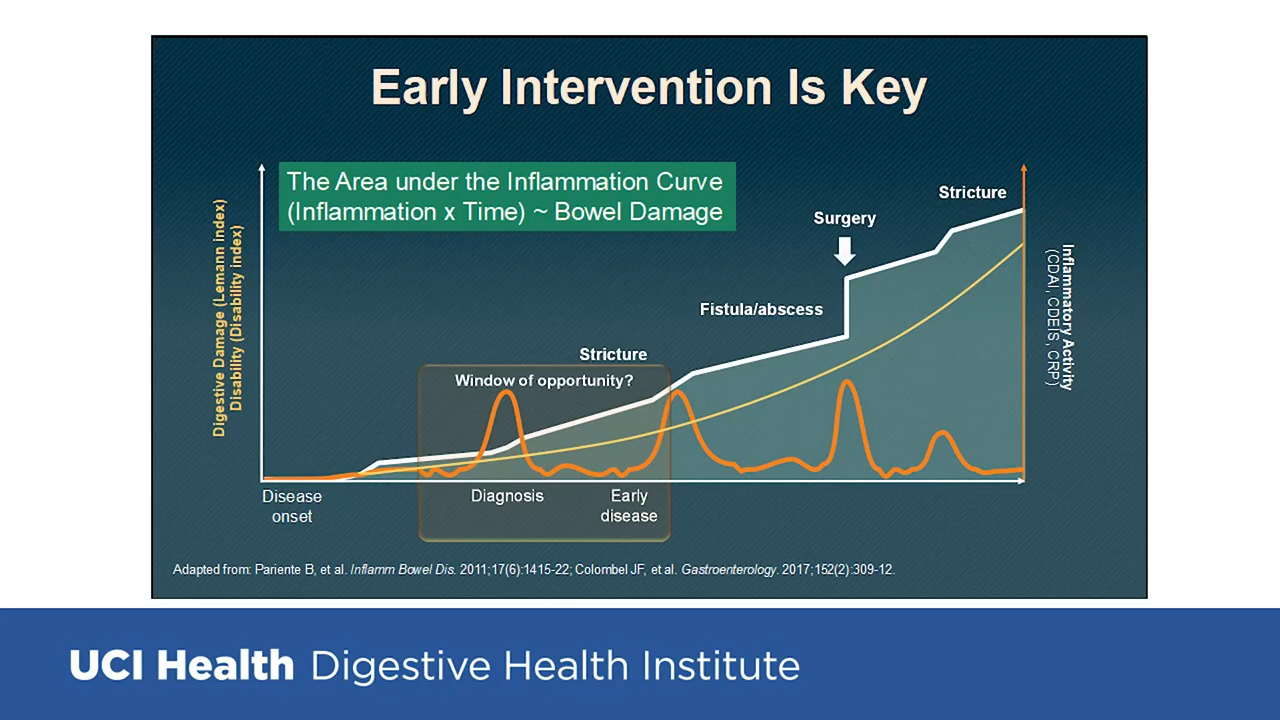 Early Intervention Is Key
The Area under the Inflammation Curve
(Inflammation x Time) ~ Bowel Damage
Digestive Damage (Lemann index)
Disability (Disability index)
Stricture
Surgery
Fistula/abscess
Stricture
Window of opportunity?
Inflammatory Activity
(CDAI, CDEIS, CRP)
Disease
onset
Diagnosis
Early
disease
Adapted from: Pariente B, et al. Inflamm Bowel Dis. 2011;17(6):1415-22; Colombel JF, et al. Gastroenterology. 2017;152(2):309-12.
UCI Health Digestive Health Institute